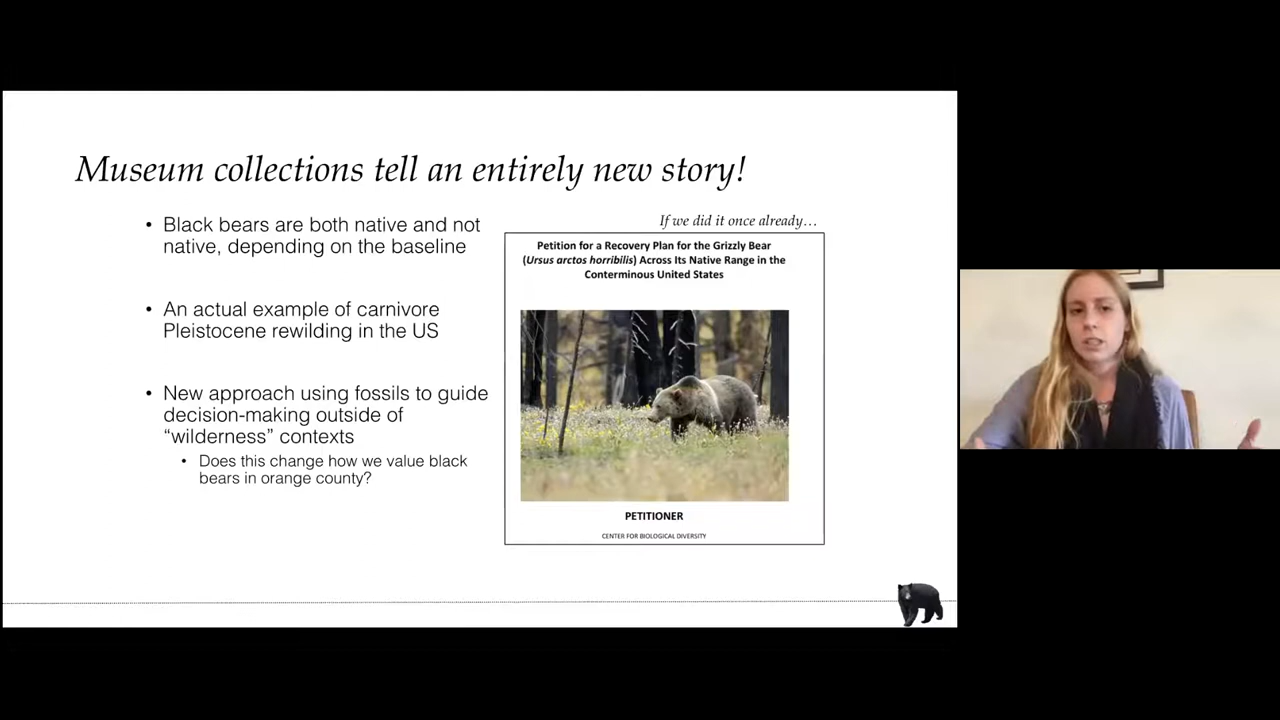 Museum collections tell an entirely new story!
• Black bears are both native and not
native, depending on the baseline
• An actual example of carnivore
Pleistocene rewilding in the US
• New approach using fossils to guide
decision-making outside of
“wilderness” contexts
• Does this change how we value black
bears in orange county?
If we did it once already…
Petition for a Recovery Plan for the Grizzly Bear
(Ursus arctos horribilis) Across Its Native Range in the
Conterminous United States
PETITIONER
CENTER FOR BIOLOGICAL DIVERSITY